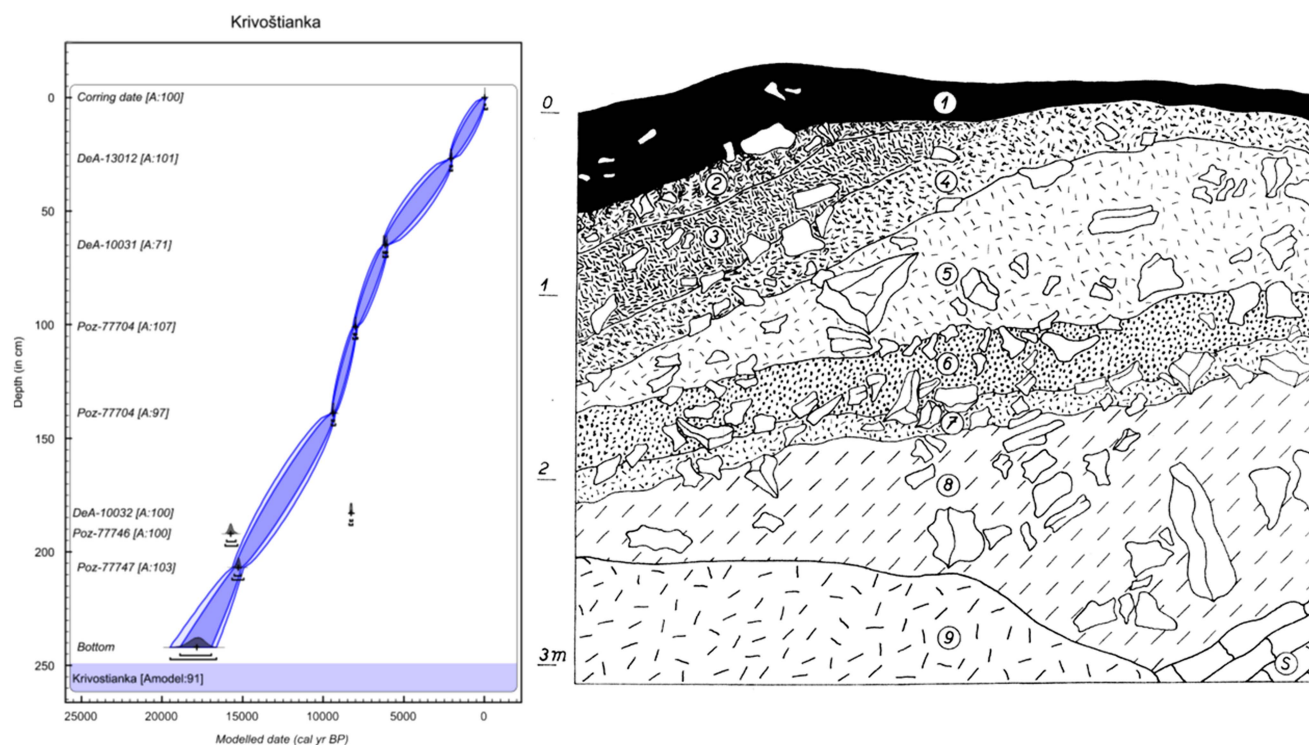 Krivoštianka
0
Corring date [A:100]
DeA-13012 [A:101]
50
DeA-10031 [A:71]
100
Poz-77704 [A:107]
Poz-77704 [A:97]
150
DeA-10032 [A:100]
Poz-77746 [A:100]
200
Poz-77747 [A:103]
Bottom
250
Krivostianka [Amodel:91]
Depth (in cm)
25000 20000 15000 10000 5000 0
Modelled date (cal yr BP)
0
1
2
3m
1
2
3
4
5
6
7
8
9
S